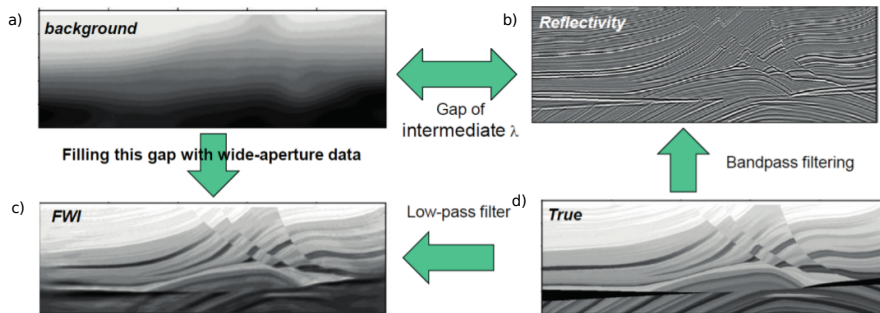 a)
background
b)
Reflectivity
Gap of
intermediate λ
Filling this gap with wide-aperture data
Bandpass filtering
c)
FWI
Low-pass filter
d)
True